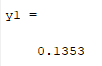 y1 =
0.1353